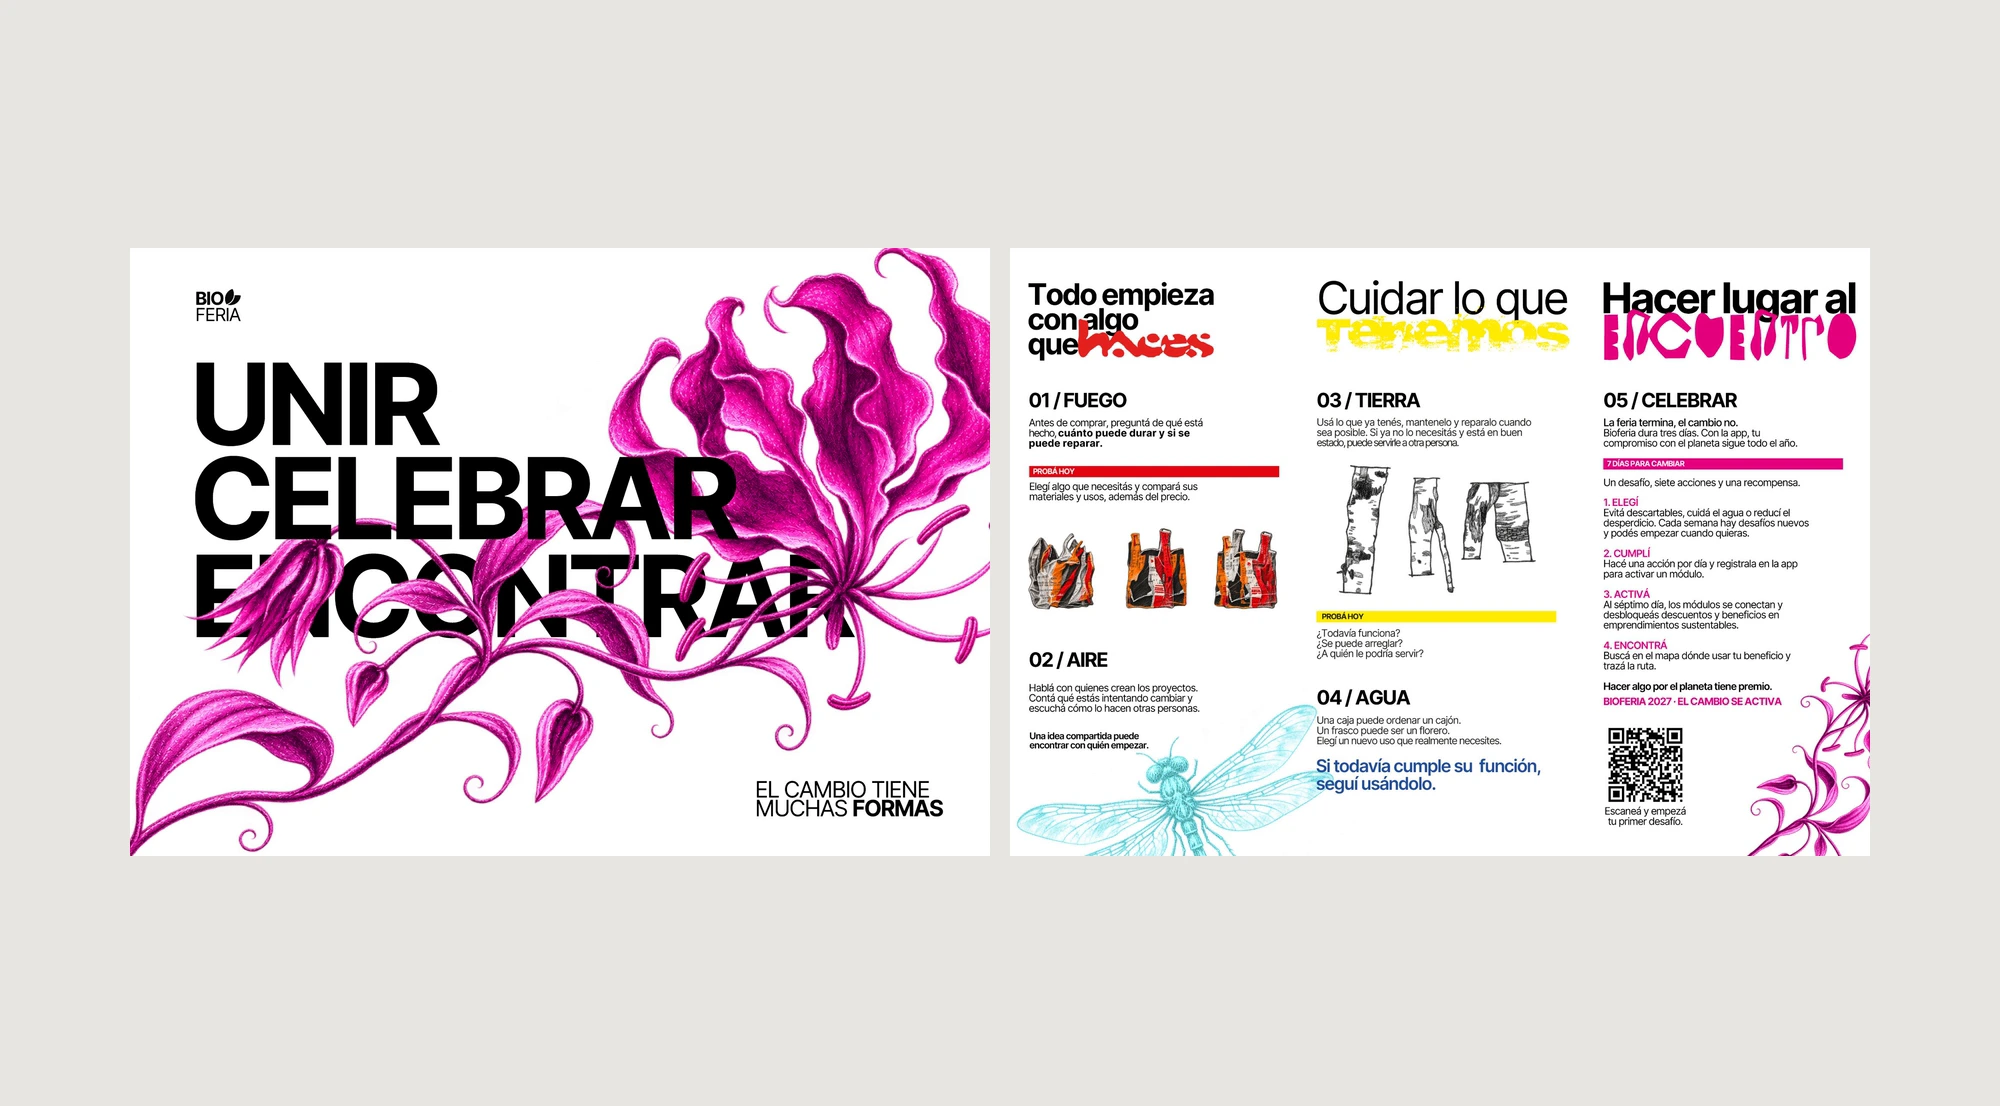 BIO
FERIA
UNIR
CELEBRAR
ENCONTRAR
EL CAMBIO TIENE
MUCHAS FORMAS
Todo empieza
con algo
que haces
01 / FUEGO
Antes de comprar, preguntá de qué está
hecho, cuánto puede durar y si se
puede reparar.
PROBÁ HOY
Elegí algo que necesitás y compará sus
materiales y usos, además del precio.
02 / AIRE
Hablá con quienes crean los proyectos.
Contá qué estás intentando cambiar y
escuchá cómo lo hacen otras personas.
Una idea compartida puede
encontrar con quién empezar.
Cuidar lo que
Tenemos
03 / TIERRA
Usá lo que ya tenés, mantenelo y reparalo cuando
sea posible. Si ya no lo necesitás y está en buen
estado, puede servirle a otra persona.
PROBÁ HOY
¿Todavía funciona?
¿Se puede arreglar?
¿A quién le podría servir?
04 / AGUA
Una caja puede ordenar un cajón.
Un frasco puede ser un florero.
Elegí un nuevo uso que realmente necesites.
Si todavía cumple su función,
seguí usándolo.
Hacer lugar al
ENCUENTRO
05 / CELEBRAR
La feria termina, el cambio no.
Bioferia dura tres días. Con la app, tu
compromiso con el planeta sigue todo el año.
7 DÍAS PARA CAMBIAR
Un desafío, siete acciones y una recompensa.
1. ELEGÍ
Evitá descartables, cuidá el agua o reducí el
desperdicio. Cada semana hay desafíos nuevos
y podés empezar cuando quieras.
2. CUMPLÍ
Hacé una acción por día y registrala en la app
para activar un módulo.
3. ACTIVÁ
Al séptimo día, los módulos se conectan y
desbloqueás descuentos y beneficios en
emprendimientos sustentables.
4. ENCONTRÁ
Buscá en el mapa dónde usar tu beneficio y
trazá la ruta.
Hacer algo por el planeta tiene premio.
BIOFERIA 2027 · EL CAMBIO SE ACTIVA
Escaneá y empezá
tu primer desafío.